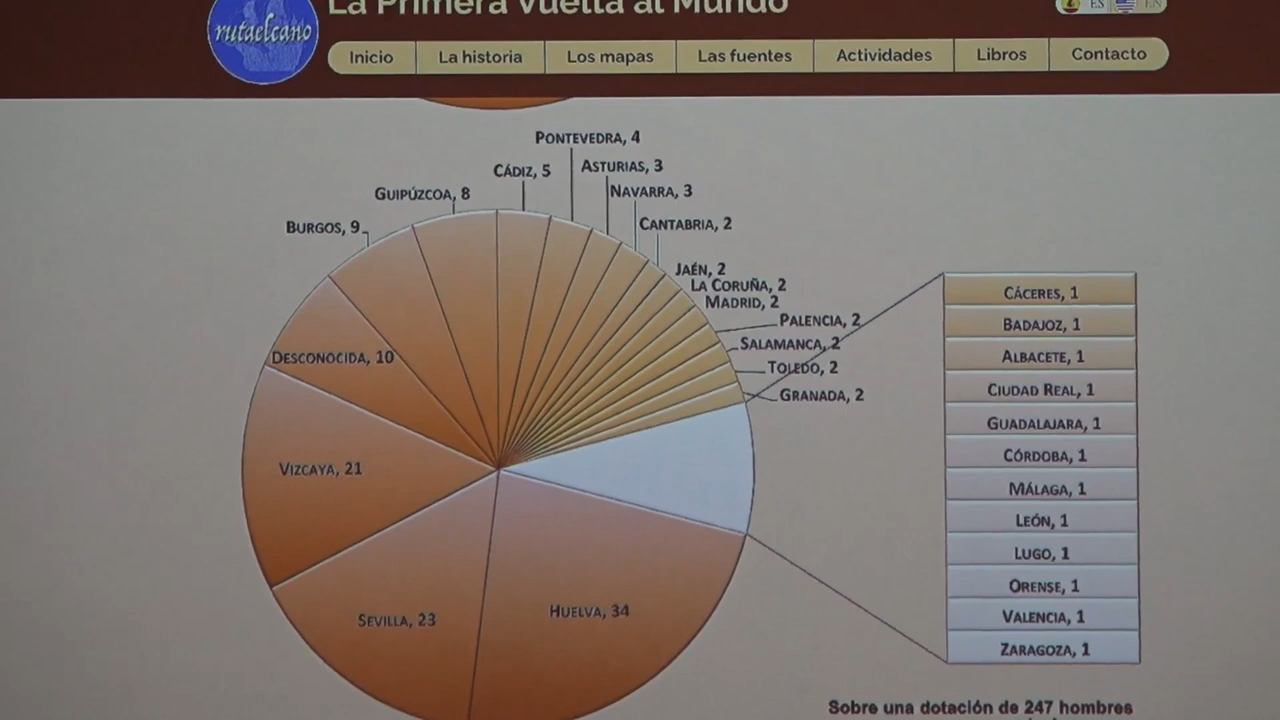 La Primera Vuelta al Mundo
ES
EN
rutaelcano
Inicio
La historia
Los mapas
Las fuentes
Actividades
Libros
Contacto
PONTEVEDRA, 4
CÁDIZ, 5
ASTURIAS, 3
GUIPÚZCOA, 8
NAVARRA, 3
BURGOS, 9
CANTABRIA, 2
JAÉN, 2
LA CORUÑA, 2
MADRID, 2
PALENCIA, 2
SALAMANCA, 2
TOLEDO, 2
GRANADA, 2
DESCONOCIDA, 10
VIZCAYA, 21
SEVILLA, 23
HUELVA, 34
CÁCERES, 1
BADAJOZ, 1
ALBACETE, 1
CIUDAD REAL, 1
GUADALAJARA, 1
CÓRDOBA, 1
MÁLAGA, 1
LEÓN, 1
LUGO, 1
ORENSE, 1
VALENCIA, 1
ZARAGOZA, 1
Sobre una dotación de 247 hombres